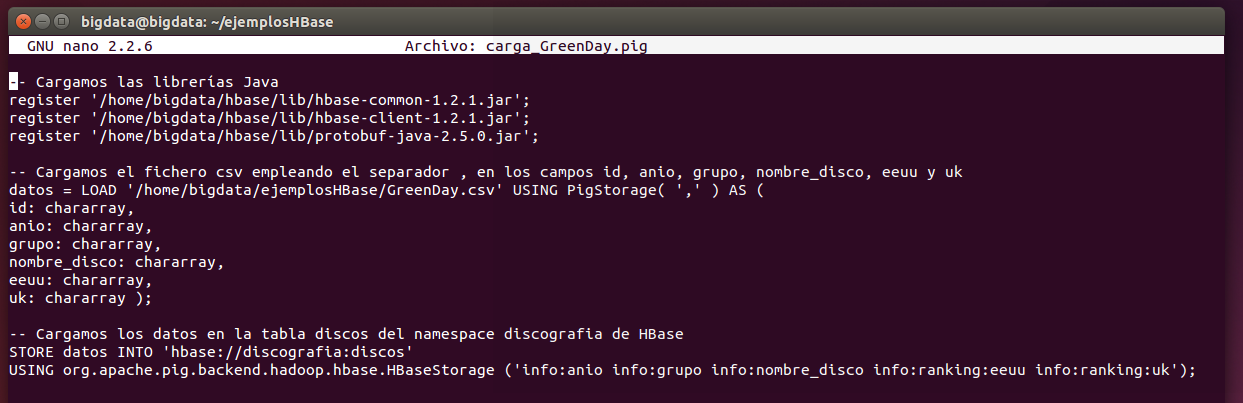 bigdata@bigdata: ~/ejemplosHBase
GNU nano 2.2.6 Archivo: carga_GreenDay.pig
-- Cargamos las librerías Java
register '/home/bigdata/hbase/lib/hbase-common-1.2.1.jar';
register '/home/bigdata/hbase/lib/hbase-client-1.2.1.jar';
register '/home/bigdata/hbase/lib/protobuf-java-2.5.0.jar';
-- Cargamos el fichero csv empleando el separador , en los campos id, anio, grupo, nombre_disco, eeuu y uk
datos = LOAD '/home/bigdata/ejemplosHBase/GreenDay.csv' USING PigStorage( ',' ) AS (
id: chararray,
anio: chararray,
grupo: chararray,
nombre_disco: chararray,
eeuu: chararray,
uk: chararray );
-- Cargamos los datos en la tabla discos del namespace discografia de HBase
STORE datos INTO 'hbase://discografia:discos'
USING org.apache.pig.backend.hadoop.hbase.HBaseStorage ('info:anio info:grupo info:nombre_disco info:ranking:eeuu info:ranking:uk');